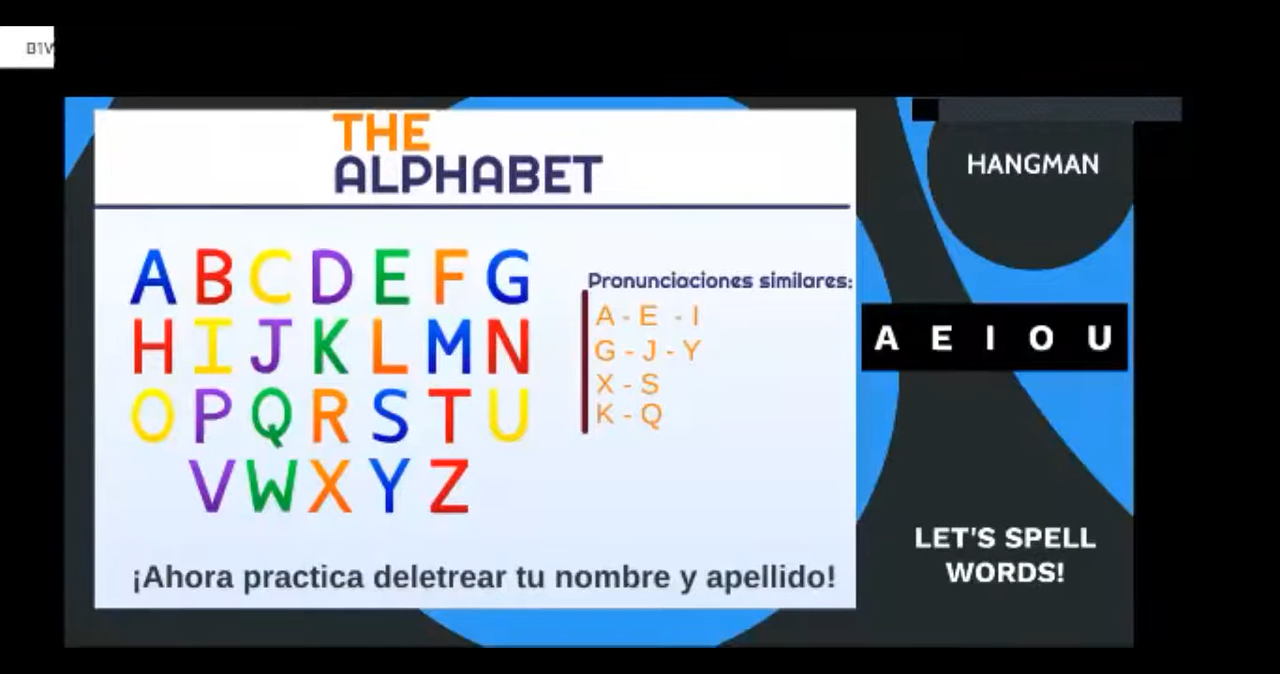 THE
ALPHABET
A B C D E F G
H I J K L M N
O P Q R S T U
V W X Y Z
Pronunciaciones similares:
A - E - I
G - J - Y
X - S
K - Q
¡Ahora practica deletrear tu nombre y apellido!
HANGMAN
A E I O U
LET'S SPELL
WORDS!